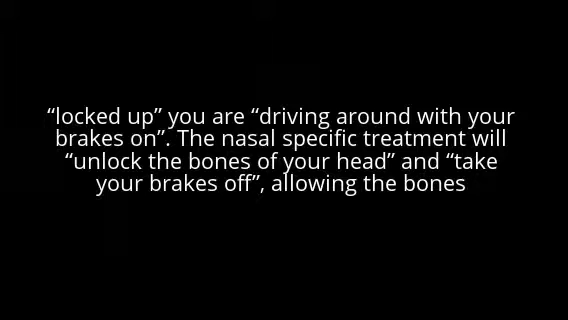 “locked up” you are “driving around with your
brakes on”. The nasal specific treatment will
“unlock the bones of your head” and “take
your brakes off”, allowing the bones